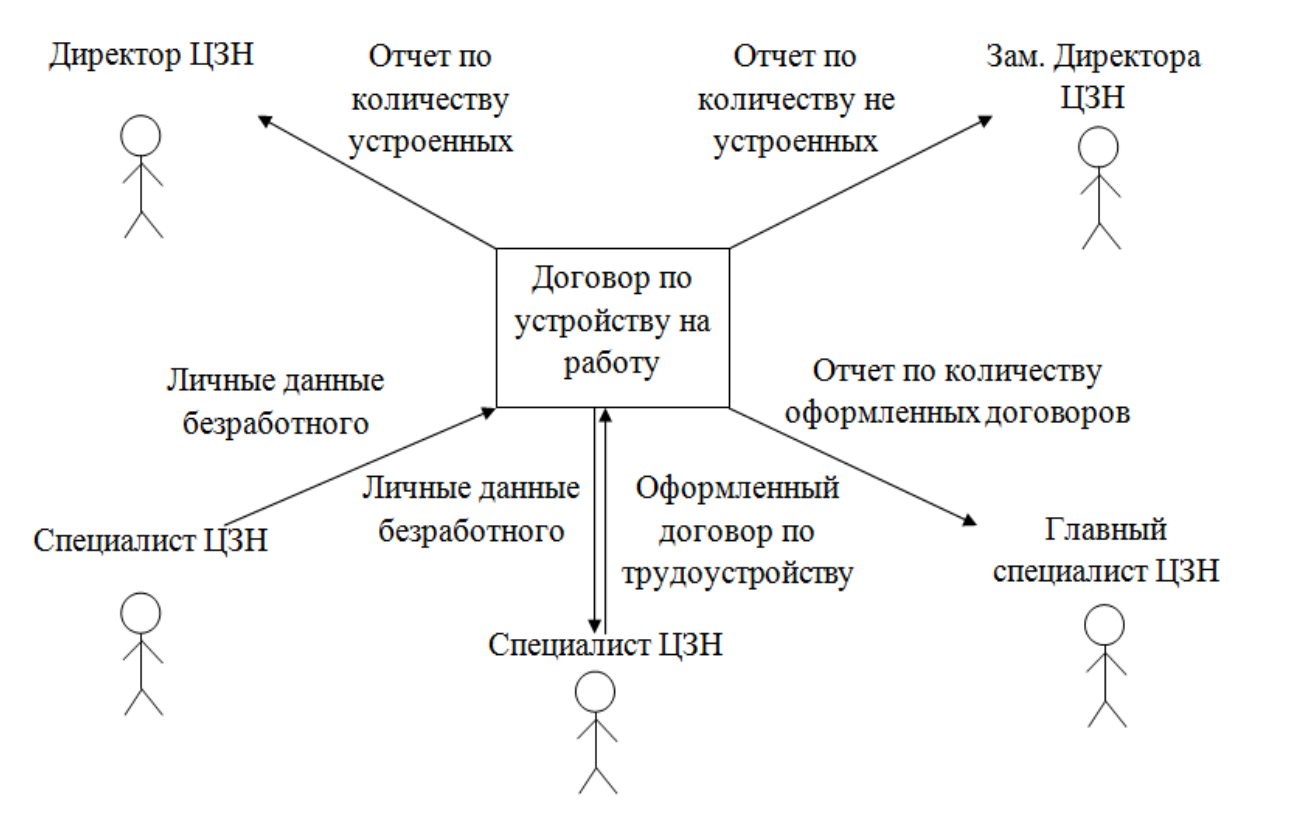 Директор ЦЗН
Отчет по
количеству
устроенных
Отчет по
количеству не
устроенных
Зам. Директора
ЦЗН
Договор по
устройству на
работу
Личные данные
безработного
Отчет по количеству
оформленных договоров
Личные данные
безработного
Оформленный
договор по
трудоустройству
Специалист ЦЗН
Главный
специалист ЦЗН
Специалист ЦЗН